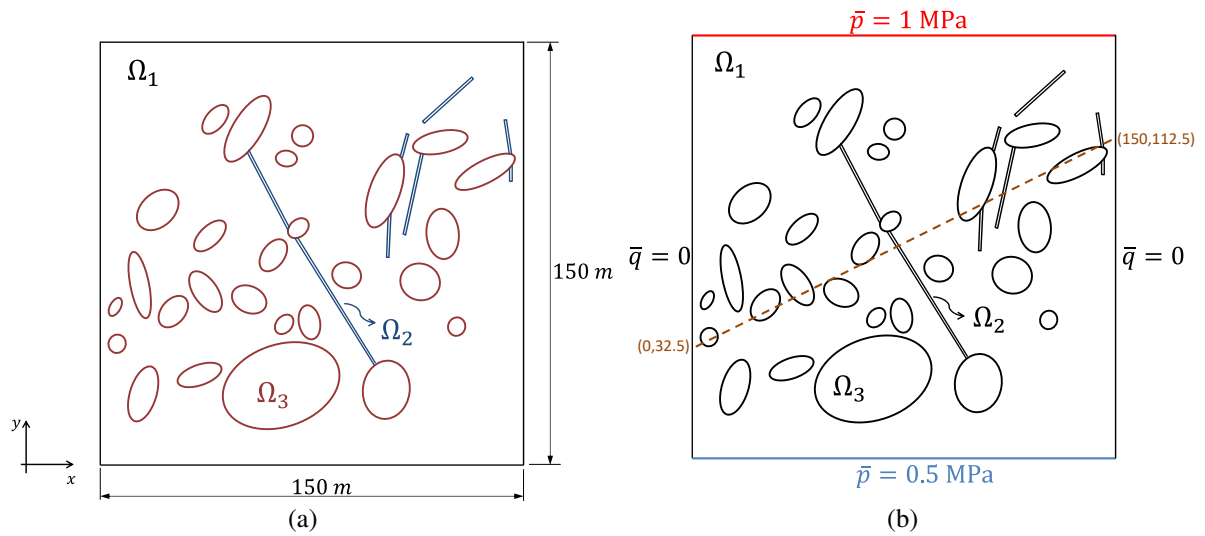 Ω₁
Ω₂
Ω₃
150 m
150 m
y
x
(a)
p̄ = 1 MPa
Ω₁
(150,112.5)
q̄ = 0
q̄ = 0
Ω₂
(0,32.5)
Ω₃
p̄ = 0.5 MPa
(b)